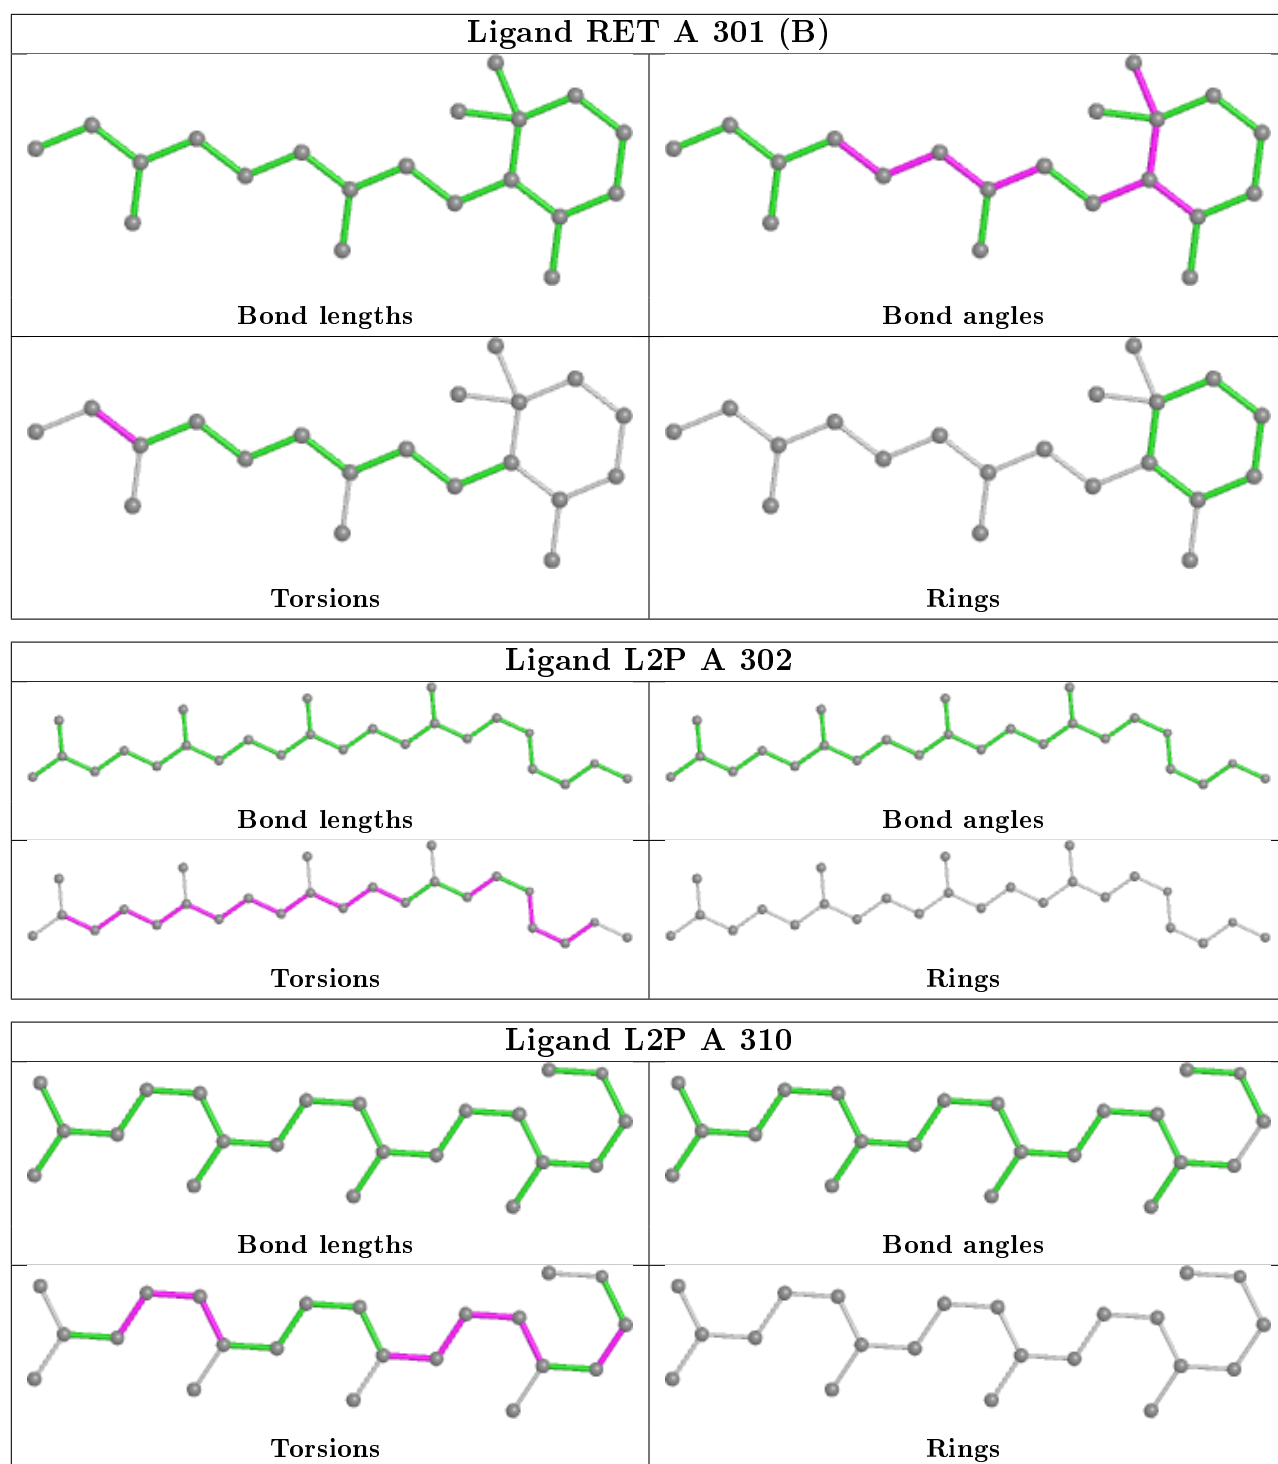 Ligand RET A 301 (B)
Bond lengths
Bond angles
Torsions
Rings
Ligand L2P A 302
Bond lengths
Bond angles
Torsions
Rings
Ligand L2P A 310
Bond lengths
Bond angles
Torsions
Rings